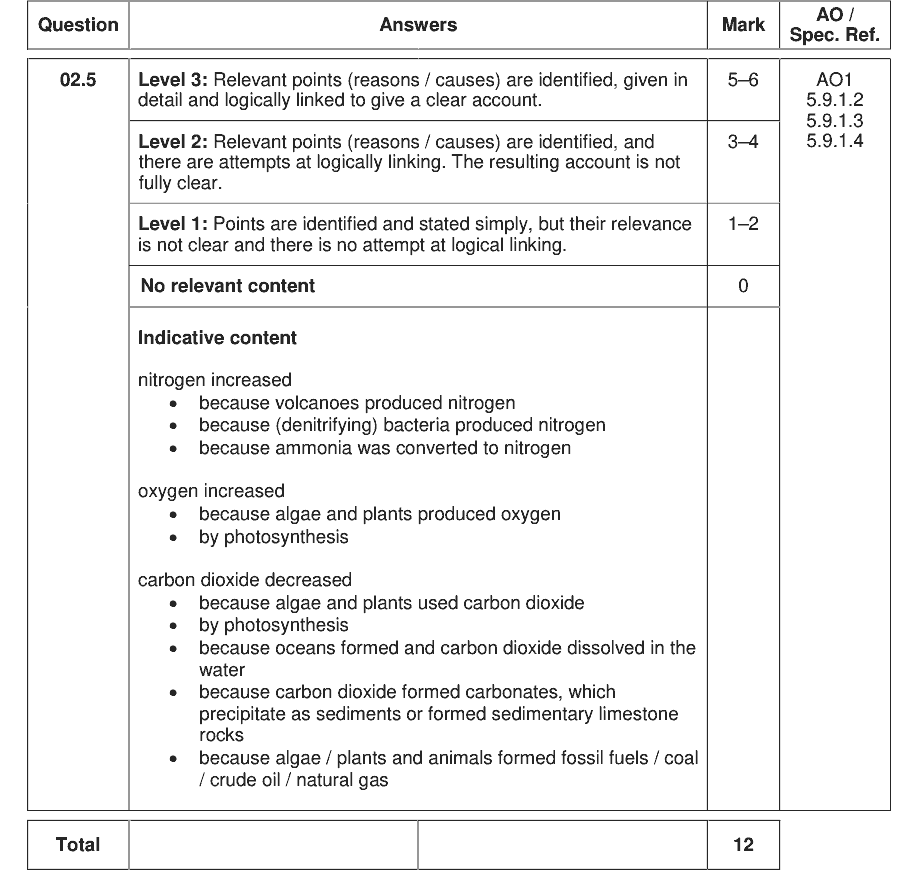 Question Answers Mark AO /
Spec. Ref.
02.5 Level 3: Relevant points (reasons / causes) are identified, given in 5–6 AO1
detail and logically linked to give a clear account. 5.9.1.2
5.9.1.3
Level 2: Relevant points (reasons / causes) are identified, and 3–4 5.9.1.4
there are attempts at logically linking. The resulting account is not
fully clear.
Level 1: Points are identified and stated simply, but their relevance 1–2
is not clear and there is no attempt at logical linking.
No relevant content 0
Indicative content
nitrogen increased
• because volcanoes produced nitrogen
• because (denitrifying) bacteria produced nitrogen
• because ammonia was converted to nitrogen
oxygen increased
• because algae and plants produced oxygen
• by photosynthesis
carbon dioxide decreased
• because algae and plants used carbon dioxide
• by photosynthesis
• because oceans formed and carbon dioxide dissolved in the
water
• because carbon dioxide formed carbonates, which
precipitate as sediments or formed sedimentary limestone
rocks
• because algae / plants and animals formed fossil fuels / coal
/ crude oil / natural gas
Total 12